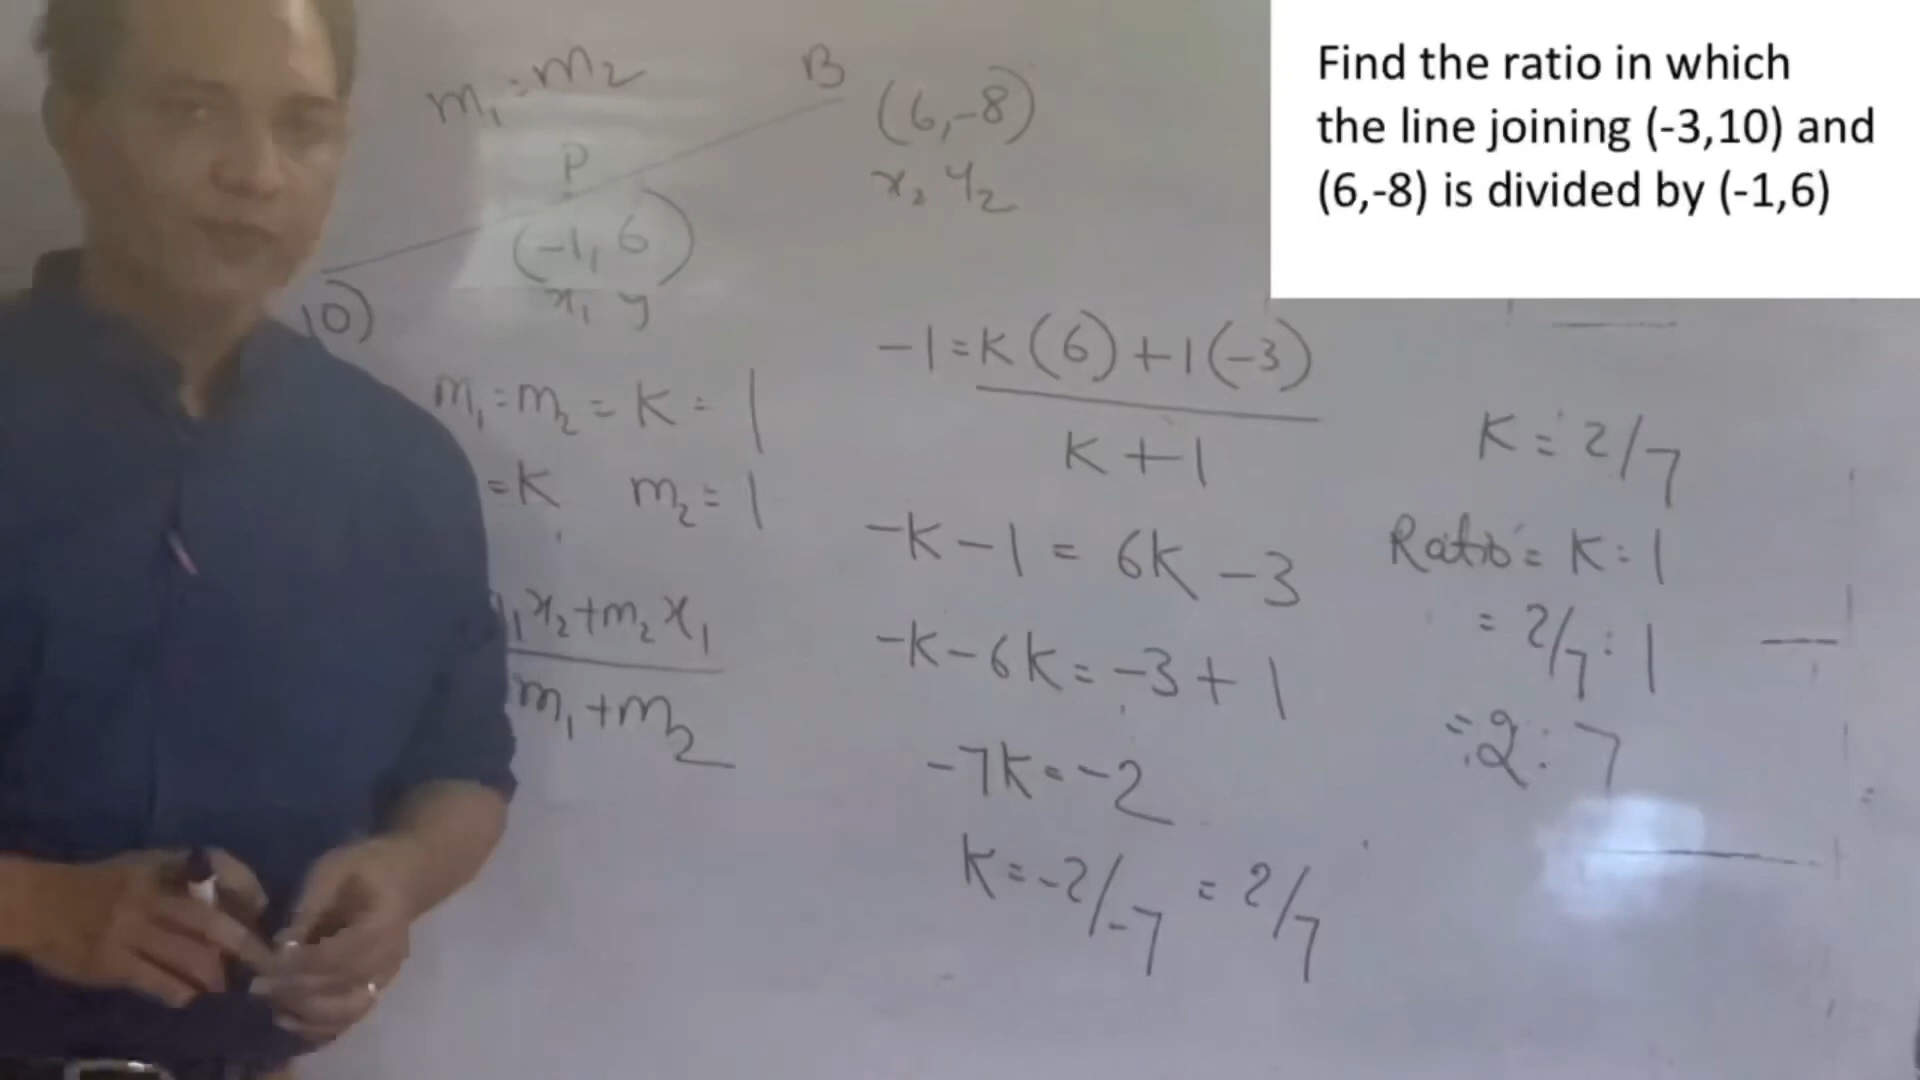 Find the ratio in which
the line joining (-3,10) and
(6,-8) is divided by (-1,6)
m₁:m₂
B
(6,-8)
x₂ y₂
P
(-1, 6)
x, y
10)
m₁:m₂ = K:1
=K m₂=1
₁x₂+m₂x₁
m₁+m₂
-1=K(6)+1(-3)
K+1
-K-1 = 6K-3
-K-6K=-3+1
-7K=-2
K=-2/-7 = 2/7
K=2/7
Ratio= K:1
= 2/7:1
=2:7